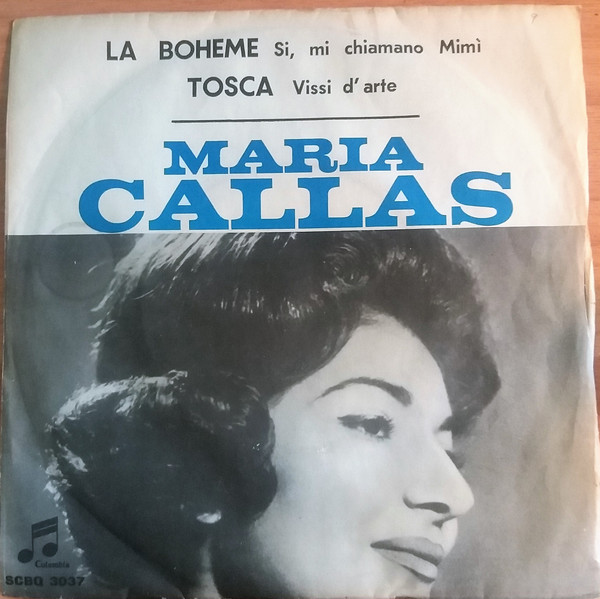 LA BOHEME Si, mi chiamano Mimì
TOSCA Vissi d'arte
MARIA
CALLAS
Columbia
SCBQ 3037